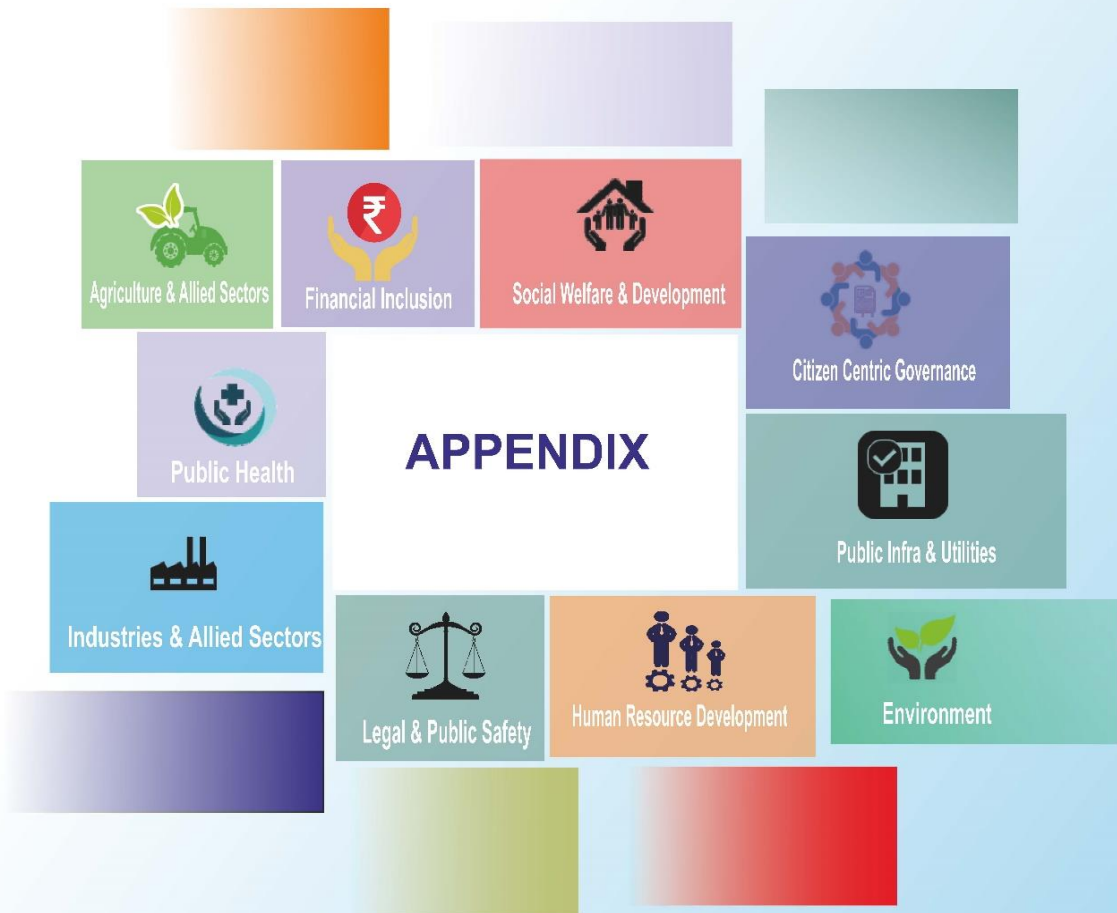 Agriculture & Allied Sectors
₹
Financial Inclusion
Social Welfare & Development
Citizen Centric Governance
Public Health
APPENDIX
Public Infra & Utilities
Industries & Allied Sectors
Legal & Public Safety
Human Resource Development
Environment